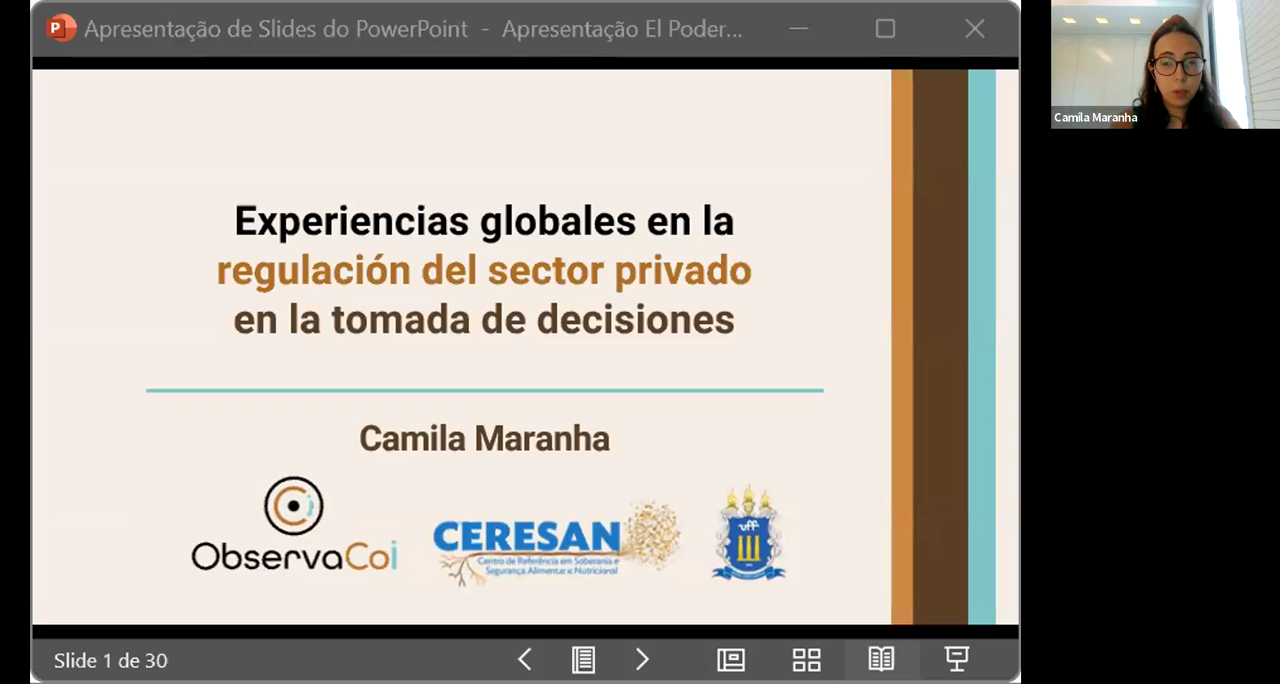 Apresentação de Slides do PowerPoint - Apresentação El Poder...
Camila Maranha
Experiencias globales en la
regulación del sector privado
en la tomada de decisiones
Camila Maranha
ObservaCoi
CERESAN
Centro de Referência em Soberania e
Segurança Alimentar e Nutricional
uff
Slide 1 de 30